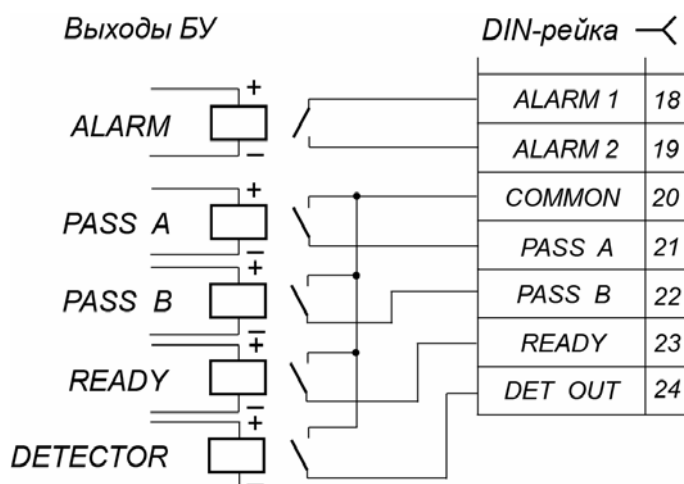 Выходы БУ
DIN-рейка
+
ALARM
−
ALARM 1 18
ALARM 2 19
+
PASS A
−
COMMON 20
PASS A 21
+
PASS B
−
PASS B 22
+
READY
−
READY 23
+
DETECTOR
−
DET OUT 24